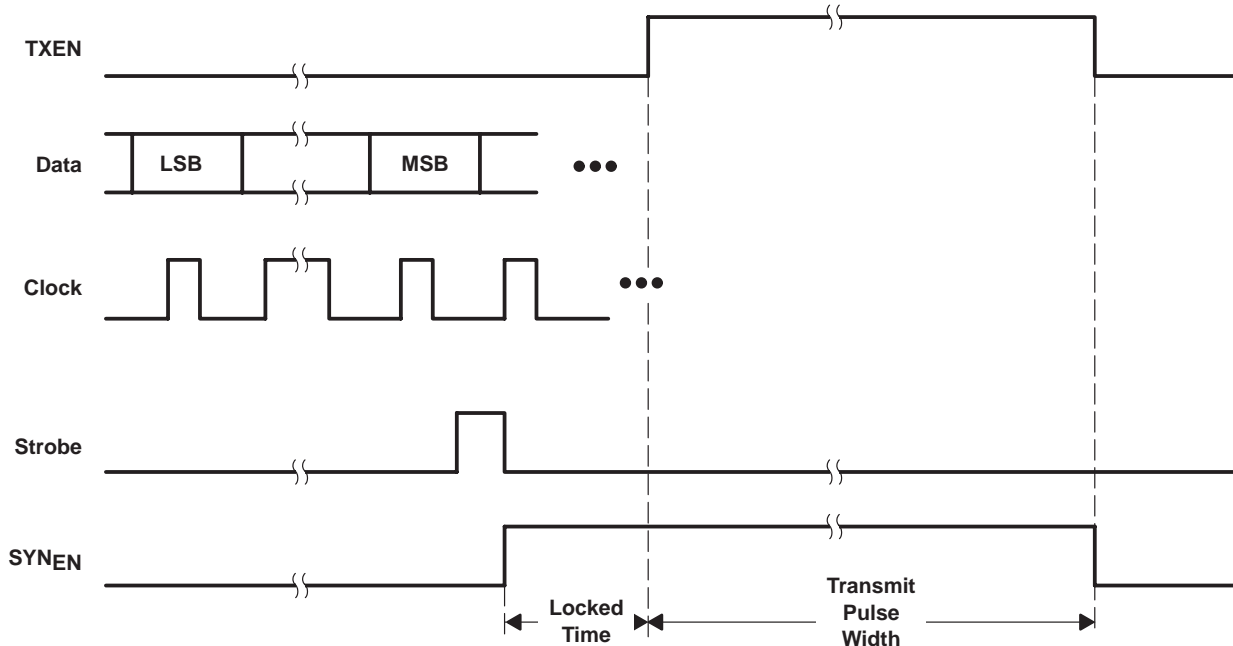 TXEN
Data
LSB
MSB
Clock
Strobe
SYNEN
Locked
Time
Transmit
Pulse
Width